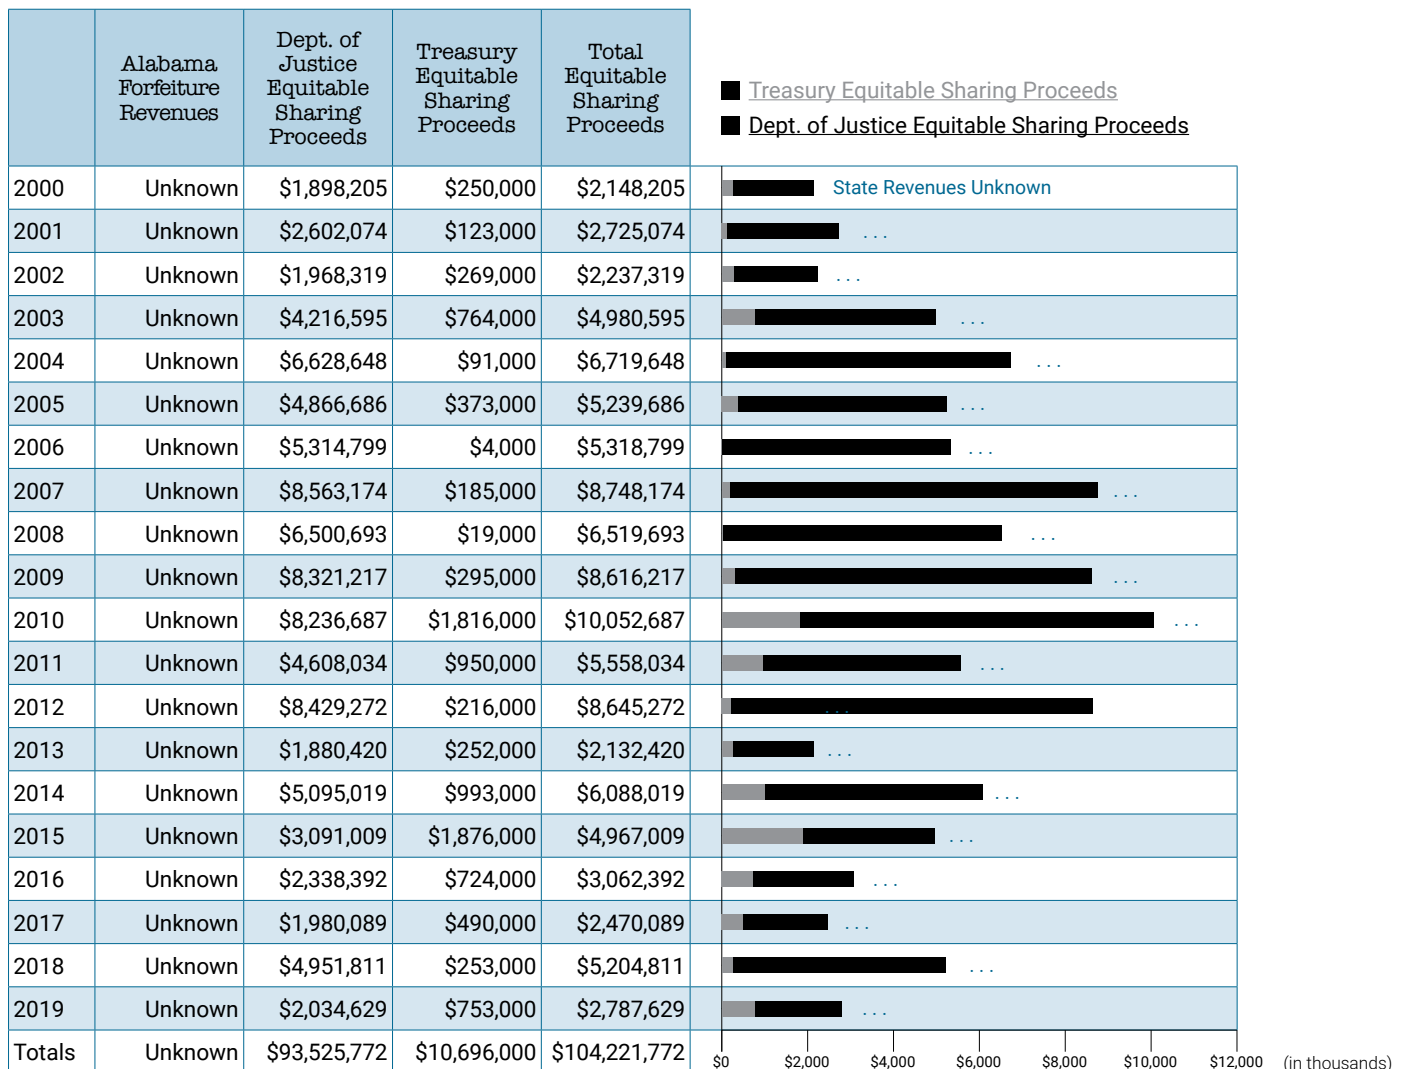 Alabama Forfeiture Revenues
Dept. of Justice Equitable Sharing Proceeds
Treasury Equitable Sharing Proceeds
Total Equitable Sharing Proceeds
Treasury Equitable Sharing Proceeds
Dept. of Justice Equitable Sharing Proceeds
2000 Unknown $1,898,205 $250,000 $2,148,205 State Revenues Unknown
2001 Unknown $2,602,074 $123,000 $2,725,074 ...
2002 Unknown $1,968,319 $269,000 $2,237,319 ...
2003 Unknown $4,216,595 $764,000 $4,980,595 ...
2004 Unknown $6,628,648 $91,000 $6,719,648 ...
2005 Unknown $4,866,686 $373,000 $5,239,686 ...
2006 Unknown $5,314,799 $4,000 $5,318,799 ...
2007 Unknown $8,563,174 $185,000 $8,748,174 ...
2008 Unknown $6,500,693 $19,000 $6,519,693 ...
2009 Unknown $8,321,217 $295,000 $8,616,217 ...
2010 Unknown $8,236,687 $1,816,000 $10,052,687 ...
2011 Unknown $4,608,034 $950,000 $5,558,034 ...
2012 Unknown $8,429,272 $216,000 $8,645,272 ...
2013 Unknown $1,880,420 $252,000 $2,132,420 ...
2014 Unknown $5,095,019 $993,000 $6,088,019 ...
2015 Unknown $3,091,009 $1,876,000 $4,967,009 ...
2016 Unknown $2,338,392 $724,000 $3,062,392 ...
2017 Unknown $1,980,089 $490,000 $2,470,089 ...
2018 Unknown $4,951,811 $253,000 $5,204,811 ...
2019 Unknown $2,034,629 $753,000 $2,787,629 ...
Totals Unknown $93,525,772 $10,696,000 $104,221,772
$0 $2,000 $4,000 $6,000 $8,000 $10,000 $12,000 (in thousands)